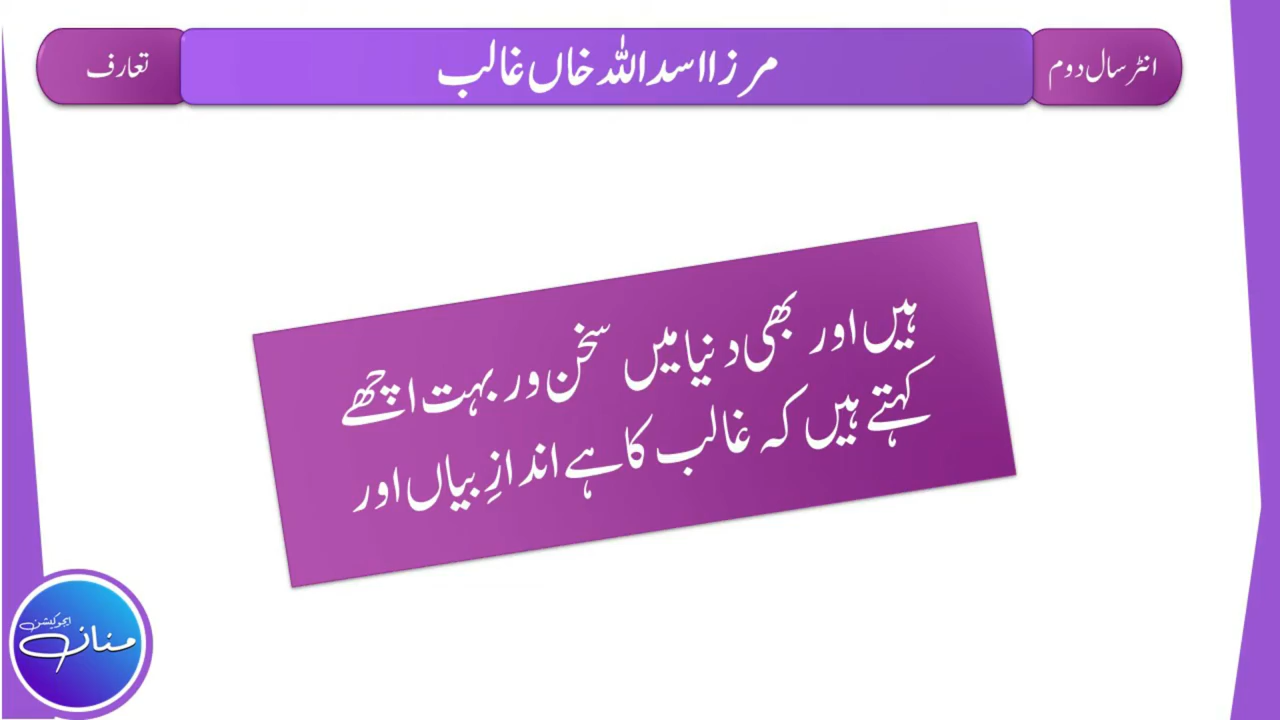 انٹر سال دوم
مرزا اسد اللہ خاں غالب
تعارف
ہیں اور بھی دنیا میں سخن ور بہت اچھے
کہتے ہیں کہ غالب کا ہے اندازِ بیاں اور
ایجوکیشن
منان